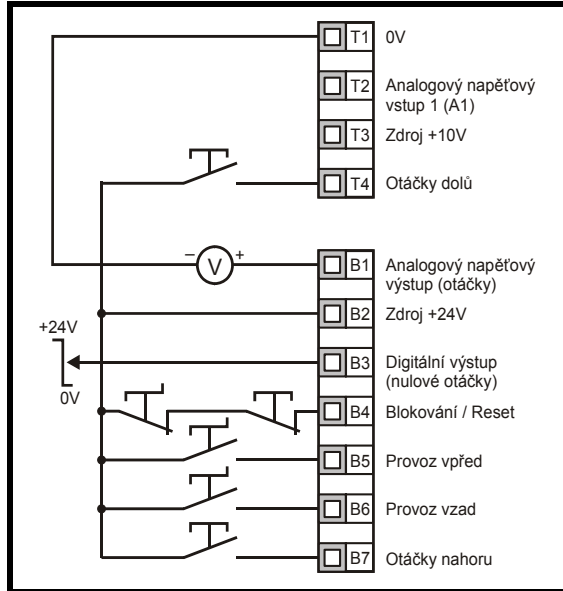 T1 0V
T2 Analogový napěťový
vstup 1 (A1)
T3 Zdroj +10V
T4 Otáčky dolů
– V +
B1 Analogový napěťový
výstup (otáčky)
B2 Zdroj +24V
+24V
B3 Digitální výstup
(nulové otáčky)
0V
B4 Blokování / Reset
B5 Provoz vpřed
B6 Provoz vzad
B7 Otáčky nahoru